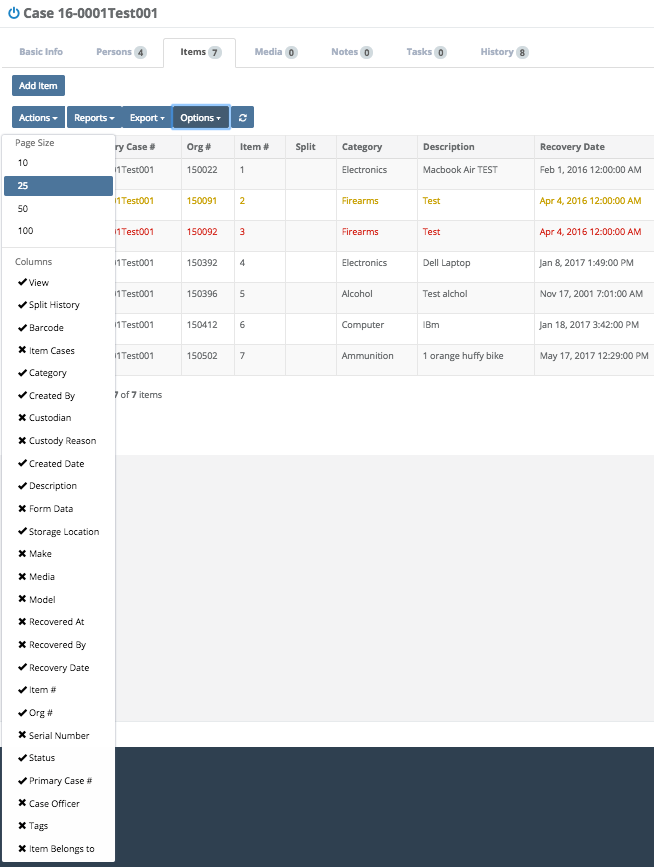 Case 16-0001Test001
Basic Info Persons 4 Items 7 Media 0 Notes 0 Tasks 0 History 8
Add Item
Actions Reports Export Options
ry Case # Org # Item # Split Category Description Recovery Date
01Test001 150022 1 Electronics Macbook Air TEST Feb 1, 2016 12:00:00 AM
01Test001 150091 2 Firearms Test Apr 4, 2016 12:00:00 AM
01Test001 150092 3 Firearms Test Apr 4, 2016 12:00:00 AM
01Test001 150392 4 Electronics Dell Laptop Jan 8, 2017 1:49:00 PM
01Test001 150396 5 Alcohol Test alchol Nov 17, 2001 7:01:00 AM
01Test001 150412 6 Computer IBm Jan 18, 2017 3:42:00 PM
01Test001 150502 7 Ammunition 1 orange huffy bike May 17, 2017 12:29:00 PM
7 of 7 items
Page Size
10
25
50
100
Columns
View
Split History
Barcode
Item Cases
Category
Created By
Custodian
Custody Reason
Created Date
Description
Form Data
Storage Location
Make
Media
Model
Recovered At
Recovered By
Recovery Date
Item #
Org #
Serial Number
Status
Primary Case #
Case Officer
Tags
Item Belongs to